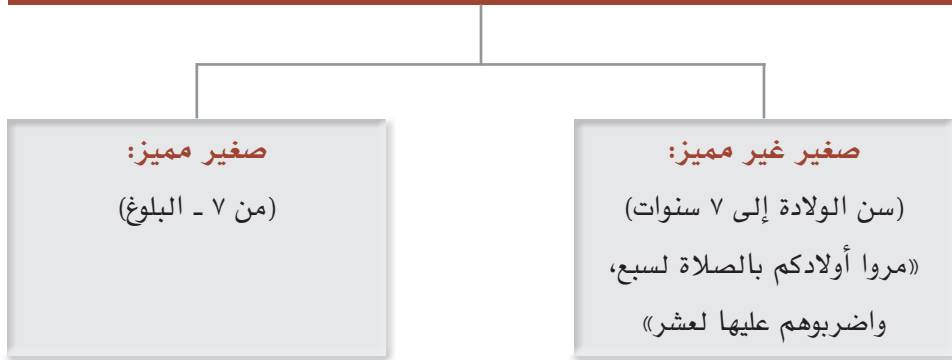 صغير غير مميز:
(سن الولادة إلى ٧ سنوات)
«مروا أولادكم بالصلاة لسبع،
واضربوهم عليها لعشر»
صغير مميز:
(من ٧ ـ البلوغ)